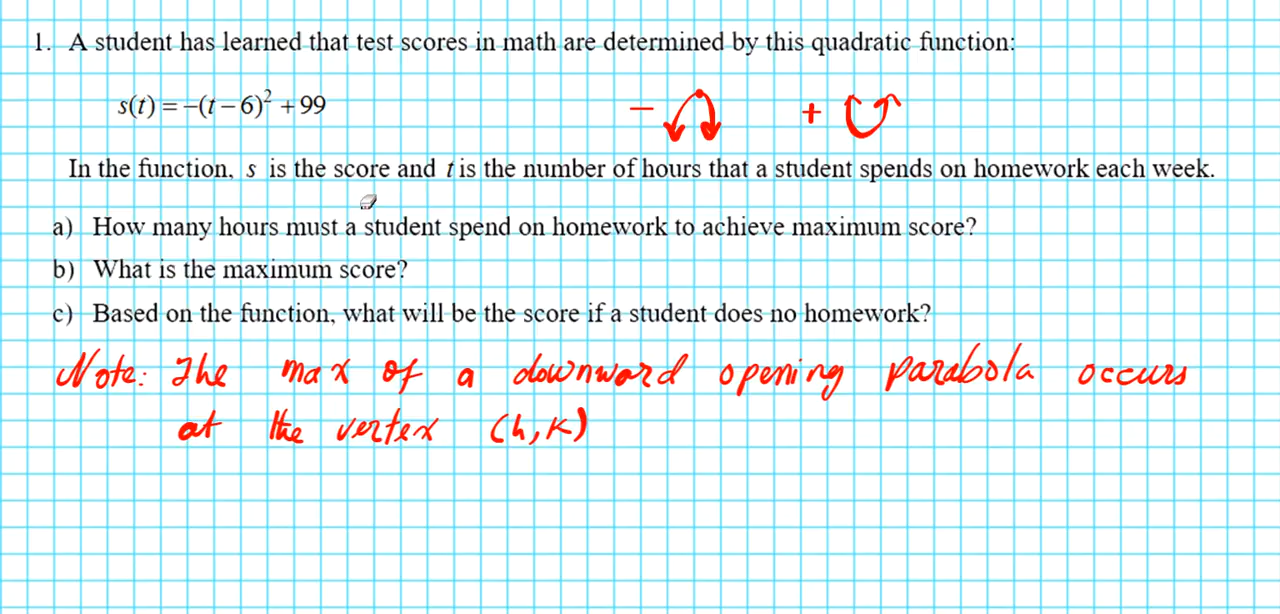 1. A student has learned that test scores in math are determined by this quadratic function:
s(t) = −(t − 6)² + 99
− +
In the function, s is the score and t is the number of hours that a student spends on homework each week.
a) How many hours must a student spend on homework to achieve maximum score?
b) What is the maximum score?
c) Based on the function, what will be the score if a student does no homework?
Note: The max of a downward opening parabola occurs
at the vertex (h,k)